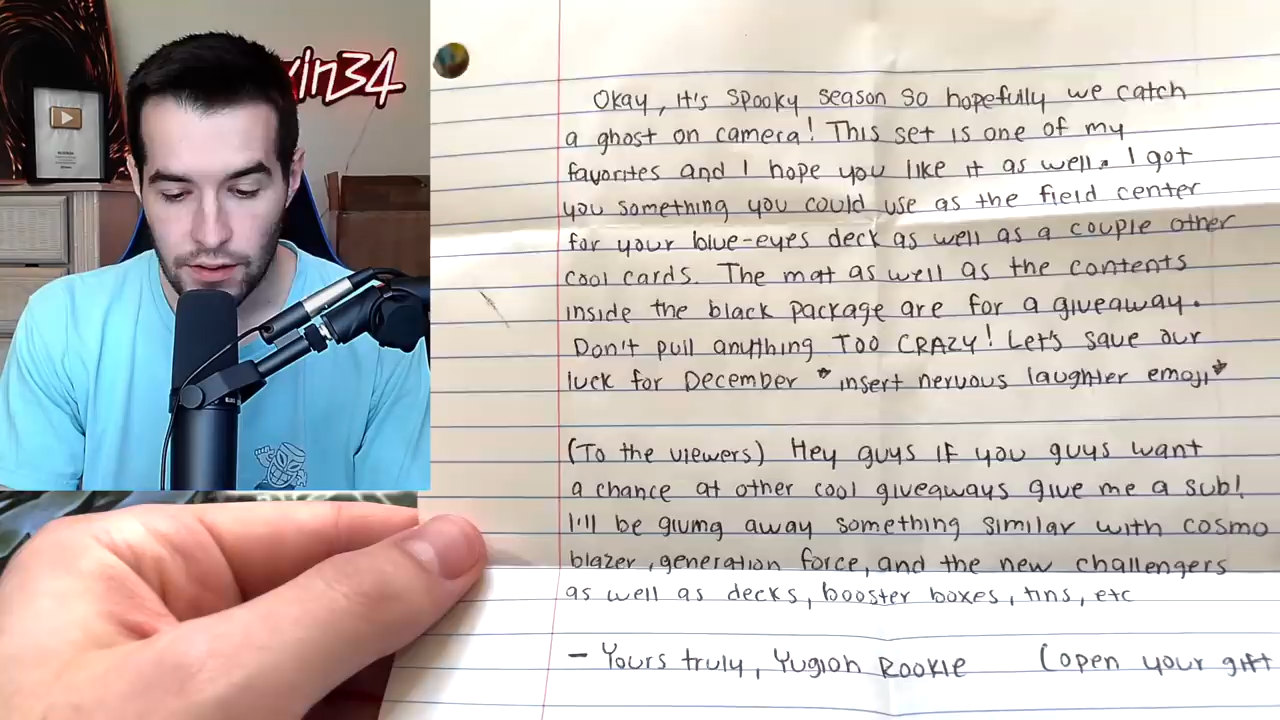 xin34
Okay, it's spooky season so hopefully we catch
a ghost on camera! This set is one of my
favorites and I hope you like it as well. I got
you something you could use as the field center
for your blue-eyes deck as well as a couple other
cool cards. The mat as well as the contents
inside the black package are for a giveaway.
Don't pull anything TOO CRAZY! Let's save our
luck for December *insert nervous laughter emoji*
(To the viewers) Hey guys if you guys want
a chance at other cool giveaways give me a sub!
I'll be giving away something similar with cosmo
blazer, generation force, and the new challengers
as well as decks, booster boxes, tins, etc
- Yours truly, Yugioh Rookie (open your gift